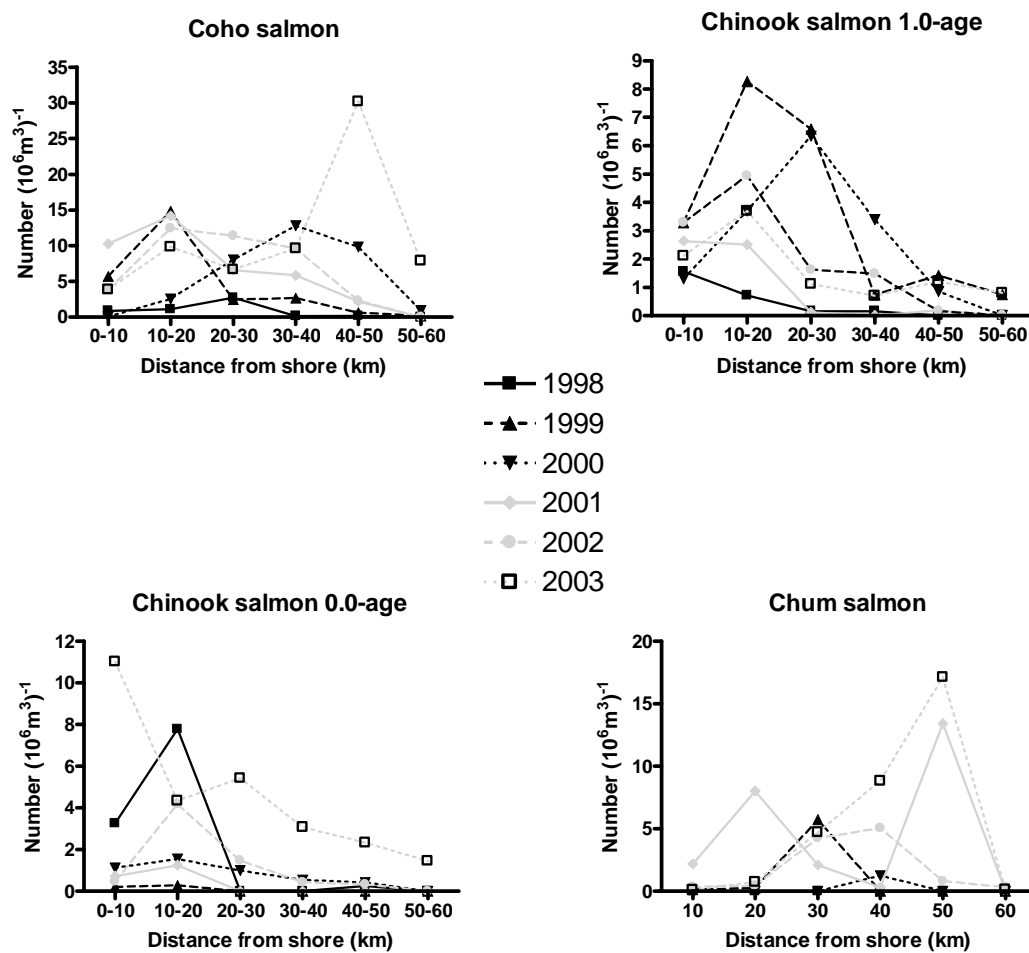 Coho salmon
35
30
25
20
15
10
5
0
Number (10⁶m³)⁻¹
0-10 10-20 20-30 30-40 40-50 50-60
Distance from shore (km)
Chinook salmon 1.0-age
9
8
7
6
5
4
3
2
1
0
Number (10⁶m³)⁻¹
0-10 10-20 20-30 30-40 40-50 50-60
Distance from shore (km)
1998
1999
2000
2001
2002
2003
Chinook salmon 0.0-age
12
10
8
6
4
2
0
Number (10⁶m³)⁻¹
0-10 10-20 20-30 30-40 40-50 50-60
Distance from shore (km)
Chum salmon
20
15
10
5
0
Number (10⁶m³)⁻¹
10 20 30 40 50 60
Distance from shore (km)